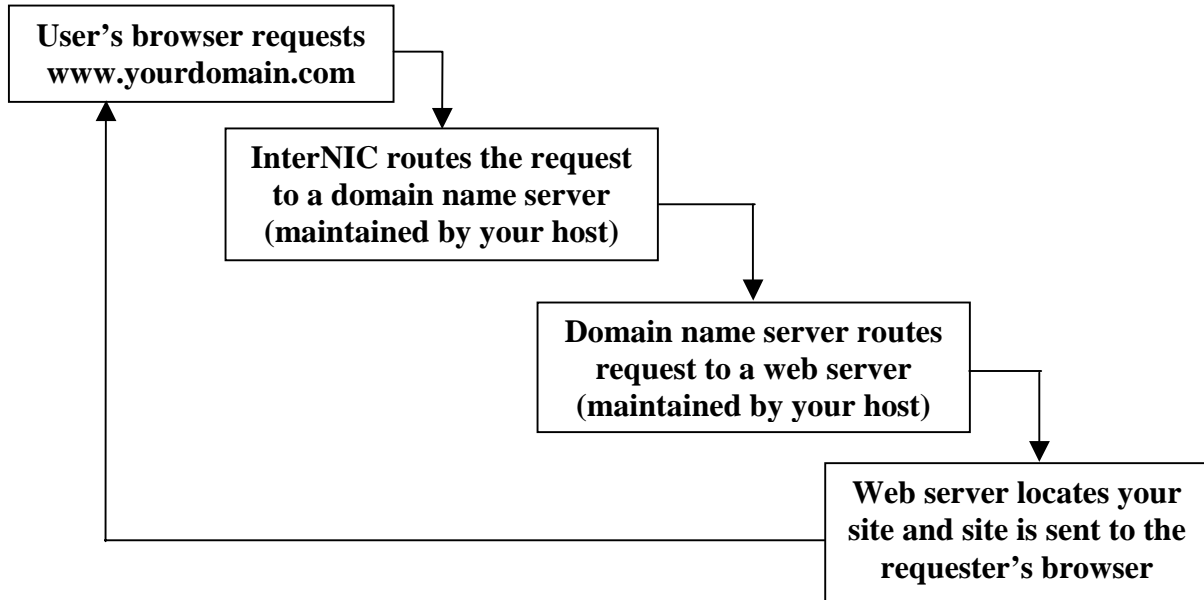 User’s browser requests
www.yourdomain.com
InterNIC routes the request
to a domain name server
(maintained by your host)
Domain name server routes
request to a web server
(maintained by your host)
Web server locates your
site and site is sent to the
requester’s browser